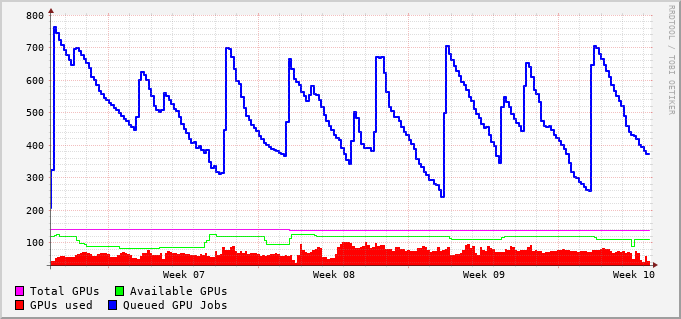 800
700
600
500
400
300
200
100
Week 07 Week 08 Week 09 Week 10
Total GPUs Available GPUs
GPUs used Queued GPU Jobs
RRDTOOL / TOBI OETIKER